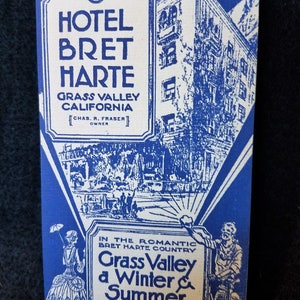 HOTEL
BRET
HARTE
GRASS VALLEY
CALIFORNIA
[CHAS. R. FRASER]
OWNER
IN THE ROMANTIC
BRET HARTE COUNTRY
Grass Valley
a Winter &
Summer